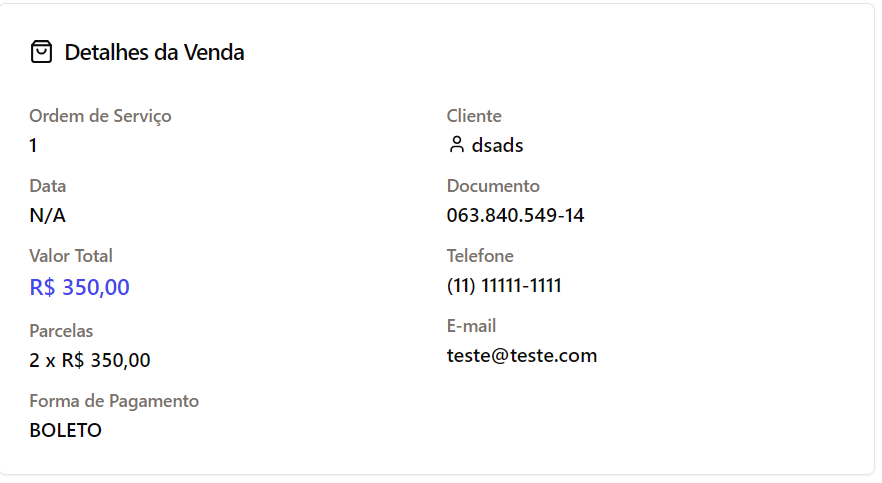 Detalhes da Venda
Ordem de Serviço
1
Data
N/A
Valor Total
R$ 350,00
Parcelas
2 x R$ 350,00
Forma de Pagamento
BOLETO
Cliente
dsads
Documento
063.840.549-14
Telefone
(11) 11111-1111
E-mail
teste@teste.com